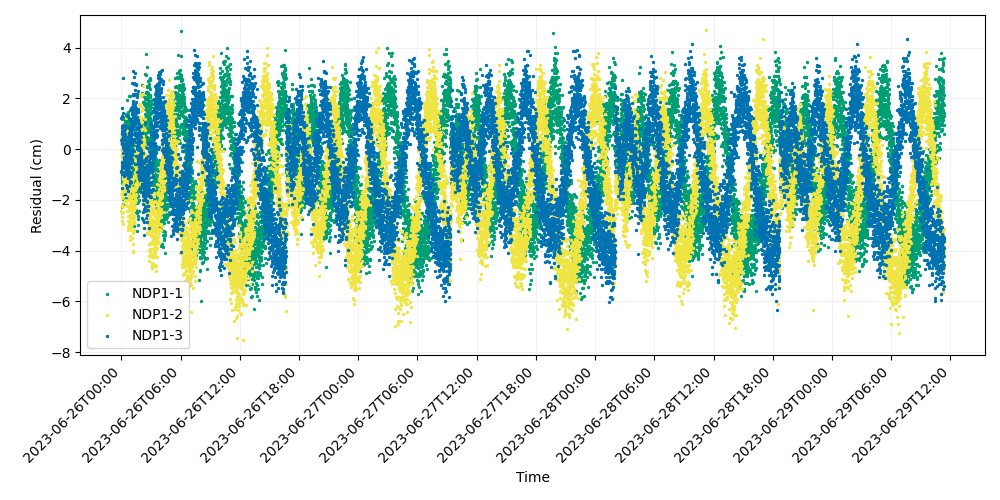 Residual (cm)
4
2
0
−2
−4
−6
−8
NDP1-1
NDP1-2
NDP1-3
2023-06-26T00:00
2023-06-26T06:00
2023-06-26T12:00
2023-06-26T18:00
2023-06-27T00:00
2023-06-27T06:00
2023-06-27T12:00
2023-06-27T18:00
2023-06-28T00:00
2023-06-28T06:00
2023-06-28T12:00
2023-06-28T18:00
2023-06-29T00:00
2023-06-29T06:00
2023-06-29T12:00
Time